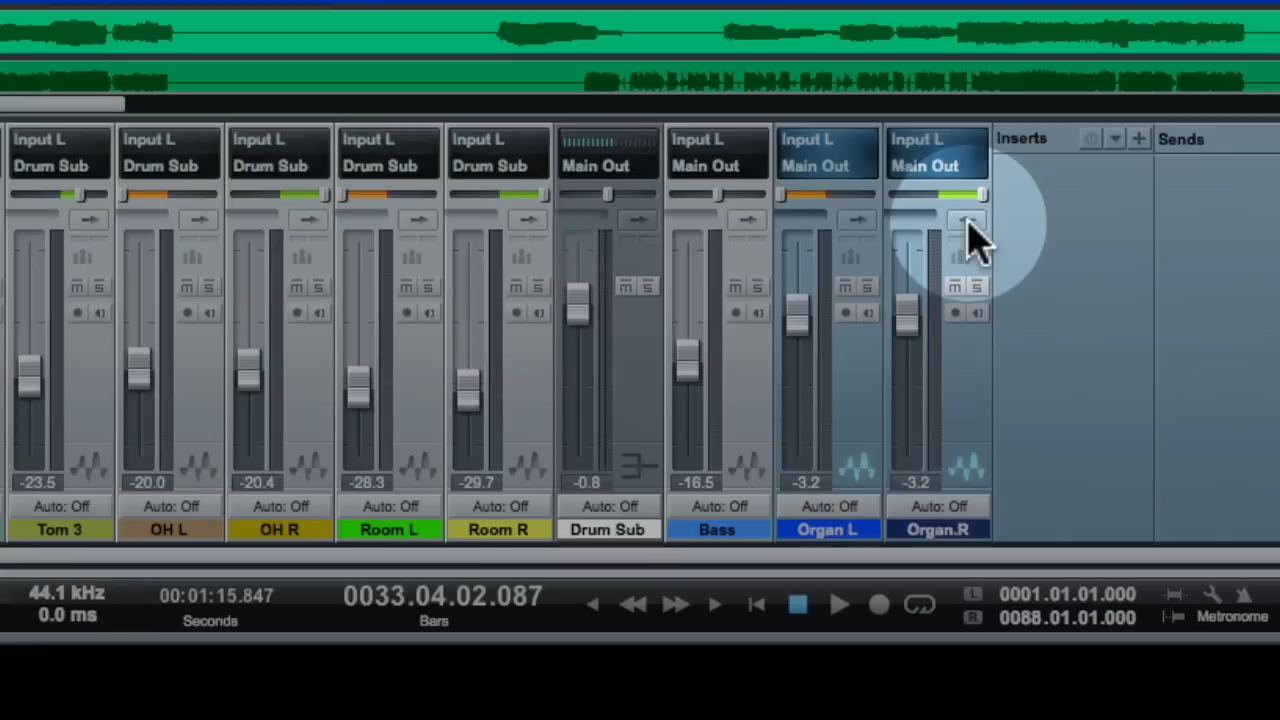 Input L Input L Input L Input L Input L Input L Input L Input L Inserts Sends
Drum Sub Drum Sub Drum Sub Drum Sub Drum Sub Main Out Main Out Main Out Main Out
m s m s m s m s m s m s m s m s m s
-23.5 -20.0 -20.4 -28.3 -29.7 -0.8 -16.5 -3.2 -3.2
Auto: Off Auto: Off Auto: Off Auto: Off Auto: Off Auto: Off Auto: Off Auto: Off Auto: Off
Tom 3 OH L OH R Room L Room R Drum Sub Bass Organ L Organ.R
44.1 kHz 00:01:15.847 0033.04.02.087 L 0001.01.01.000
0.0 ms Seconds Bars R 0088.01.01.000 Metronome